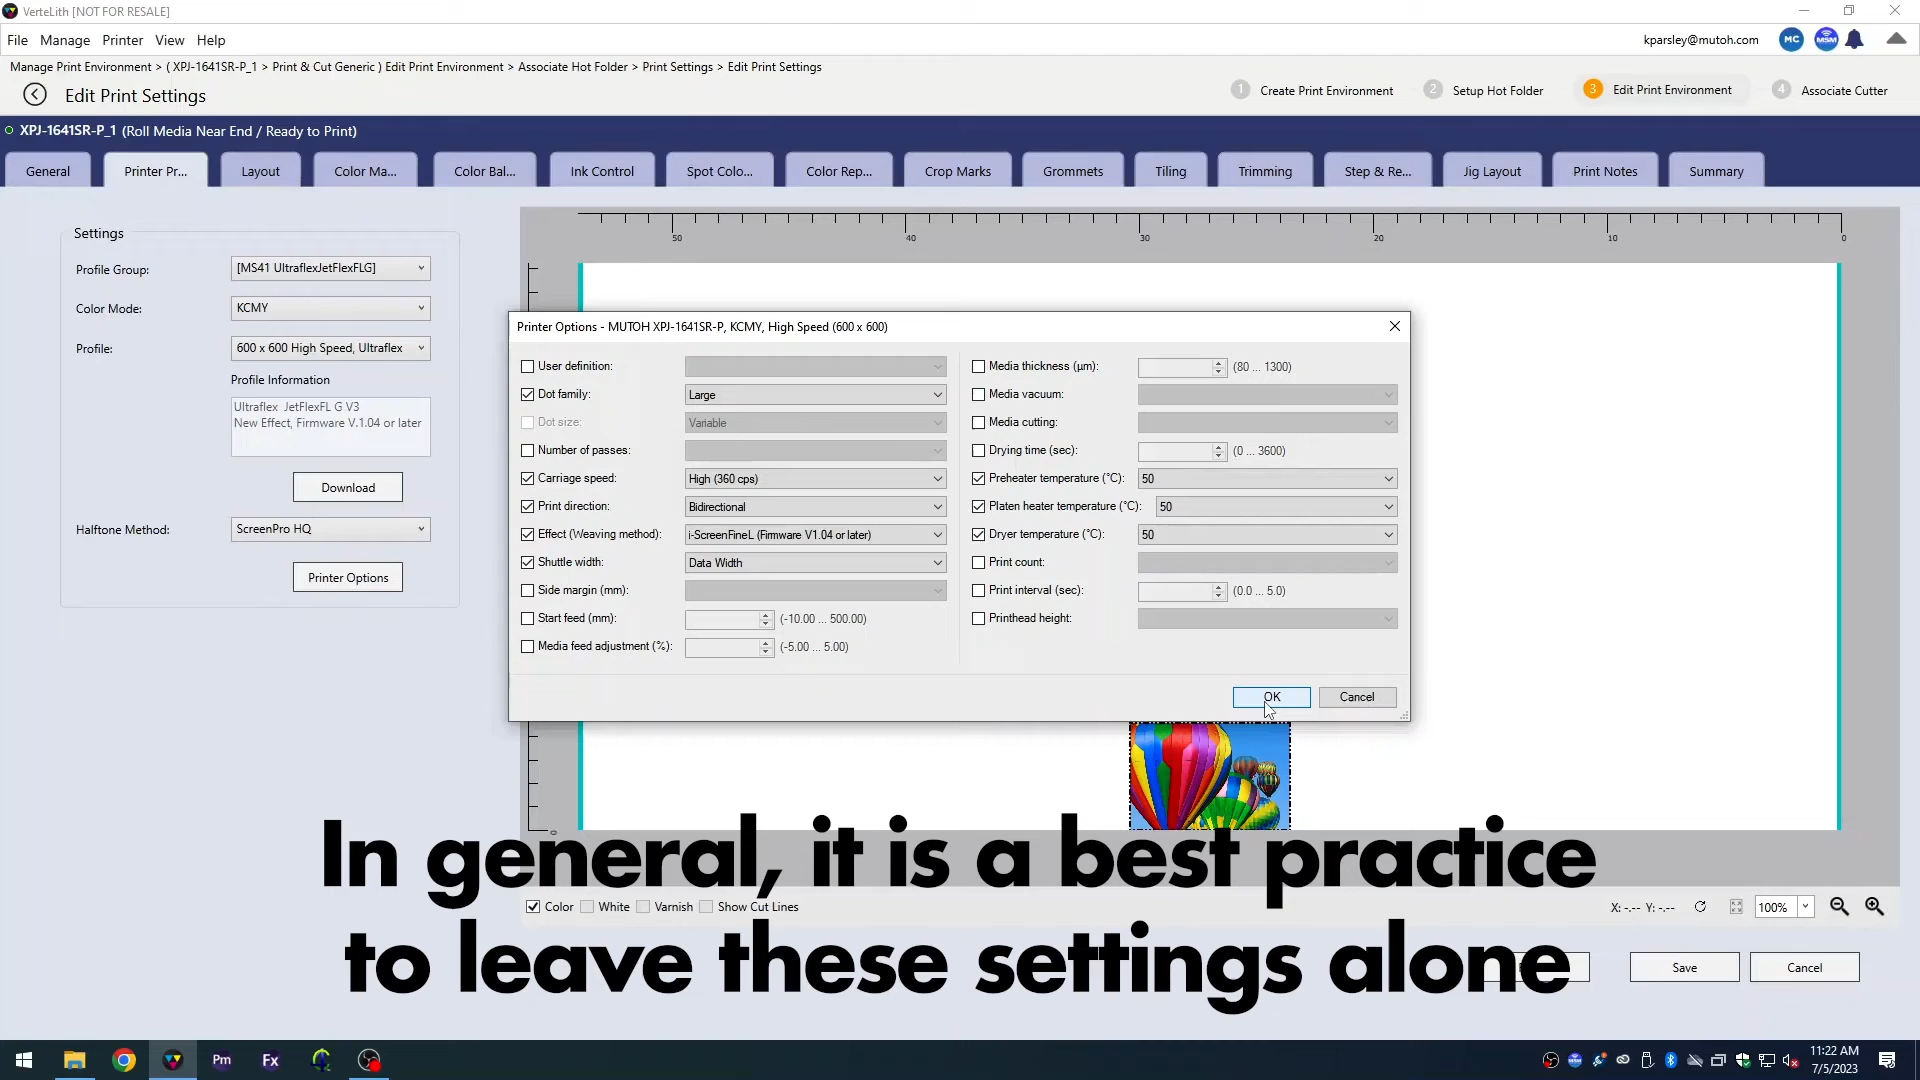 VerteLith [NOT FOR RESALE]
File Manage Printer View Help
kparsley@mutoh.com MC MSM
Manage Print Environment > ( XPJ-1641SR-P_1 > Print & Cut Generic ) Edit Print Environment > Associate Hot Folder > Print Settings > Edit Print Settings
Edit Print Settings
1 Create Print Environment 2 Setup Hot Folder 3 Edit Print Environment 4 Associate Cutter
XPJ-1641SR-P_1 (Roll Media Near End / Ready to Print)
General Printer Pr... Layout Color Ma... Color Bal... Ink Control Spot Colo... Color Rep... Crop Marks Grommets Tiling Trimming Step & Re... Jig Layout Print Notes Summary
Settings
Profile Group: [MS41 UltraflexJetFlexFLG]
Color Mode: KCMY
Profile: 600 x 600 High Speed, Ultraflex
Profile Information
Ultraflex JetFlexFL G V3
New Effect, Firmware V.1.04 or later
Download
Halftone Method: ScreenPro HQ
Printer Options
50 40 30 20 10 0
Printer Options - MUTOH XPJ-1641SR-P, KCMY, High Speed (600 x 600)
User definition:
Dot family: Large
Dot size: Variable
Number of passes:
Carriage speed: High (360 cps)
Print direction: Bidirectional
Effect (Weaving method): i-ScreenFineL (Firmware V1.04 or later)
Shuttle width: Data Width
Side margin (mm):
Start feed (mm): (-10.00 ... 500.00)
Media feed adjustment (%): (-5.00 ... 5.00)
Media thickness (µm): (80 ... 1300)
Media vacuum:
Media cutting:
Drying time (sec): (0 ... 3600)
Preheater temperature (°C): 50
Platen heater temperature (°C): 50
Dryer temperature (°C): 50
Print count:
Print interval (sec): (0.0 ... 5.0)
Printhead height:
OK Cancel
0
In general, it is a best practice
to leave these settings alone
Color White Varnish Show Cut Lines
X: -.-- Y: -.-- 100%
Save Cancel
Pm Fx
11:22 AM
7/5/2023